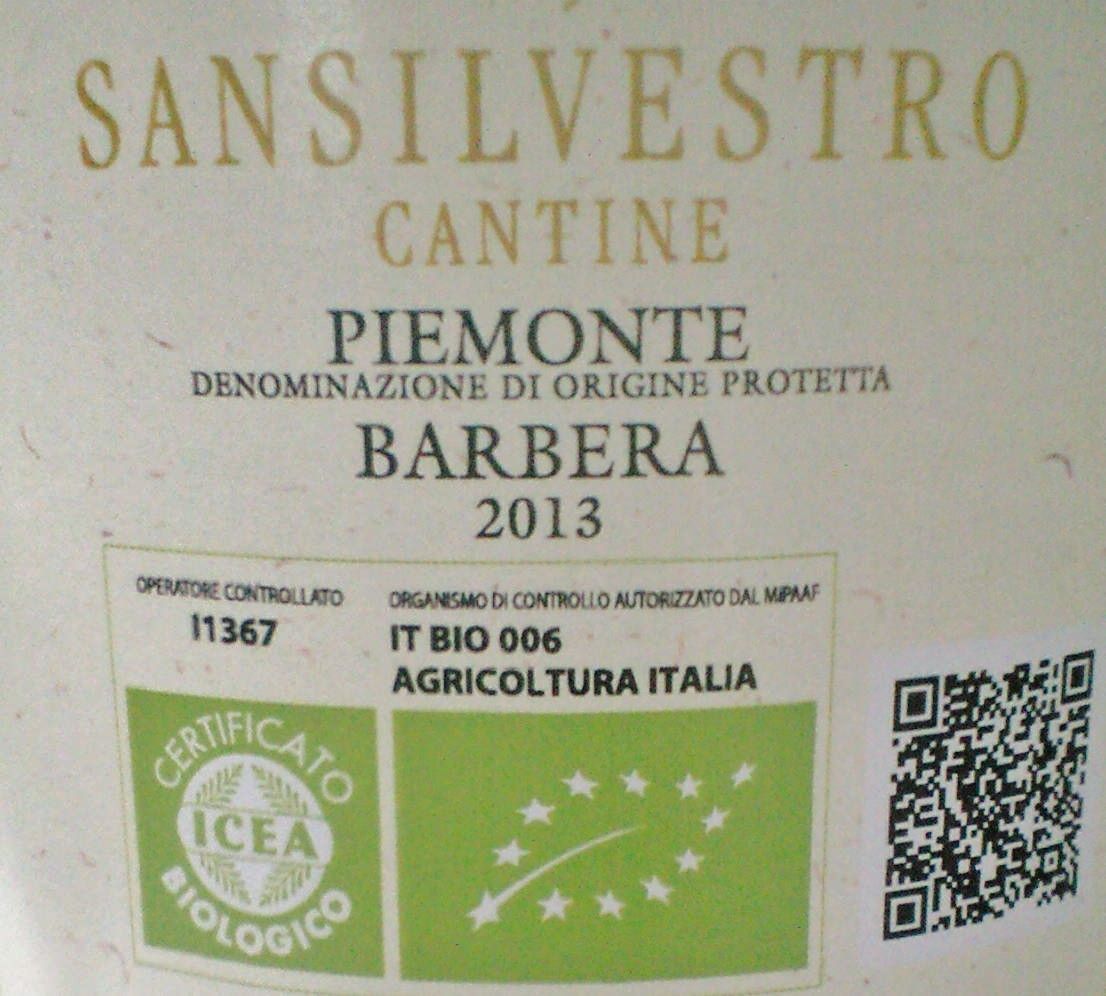 SANSILVESTRO
CANTINE
PIEMONTE
DENOMINAZIONE DI ORIGINE PROTETTA
BARBERA
2013
OPERATORE CONTROLLATO
I1367
ORGANISMO DI CONTROLLO AUTORIZZATO DAL MiPAAF
IT BIO 006
AGRICOLTURA ITALIA
CERTIFICATO
ICEA
BIOLOGICO